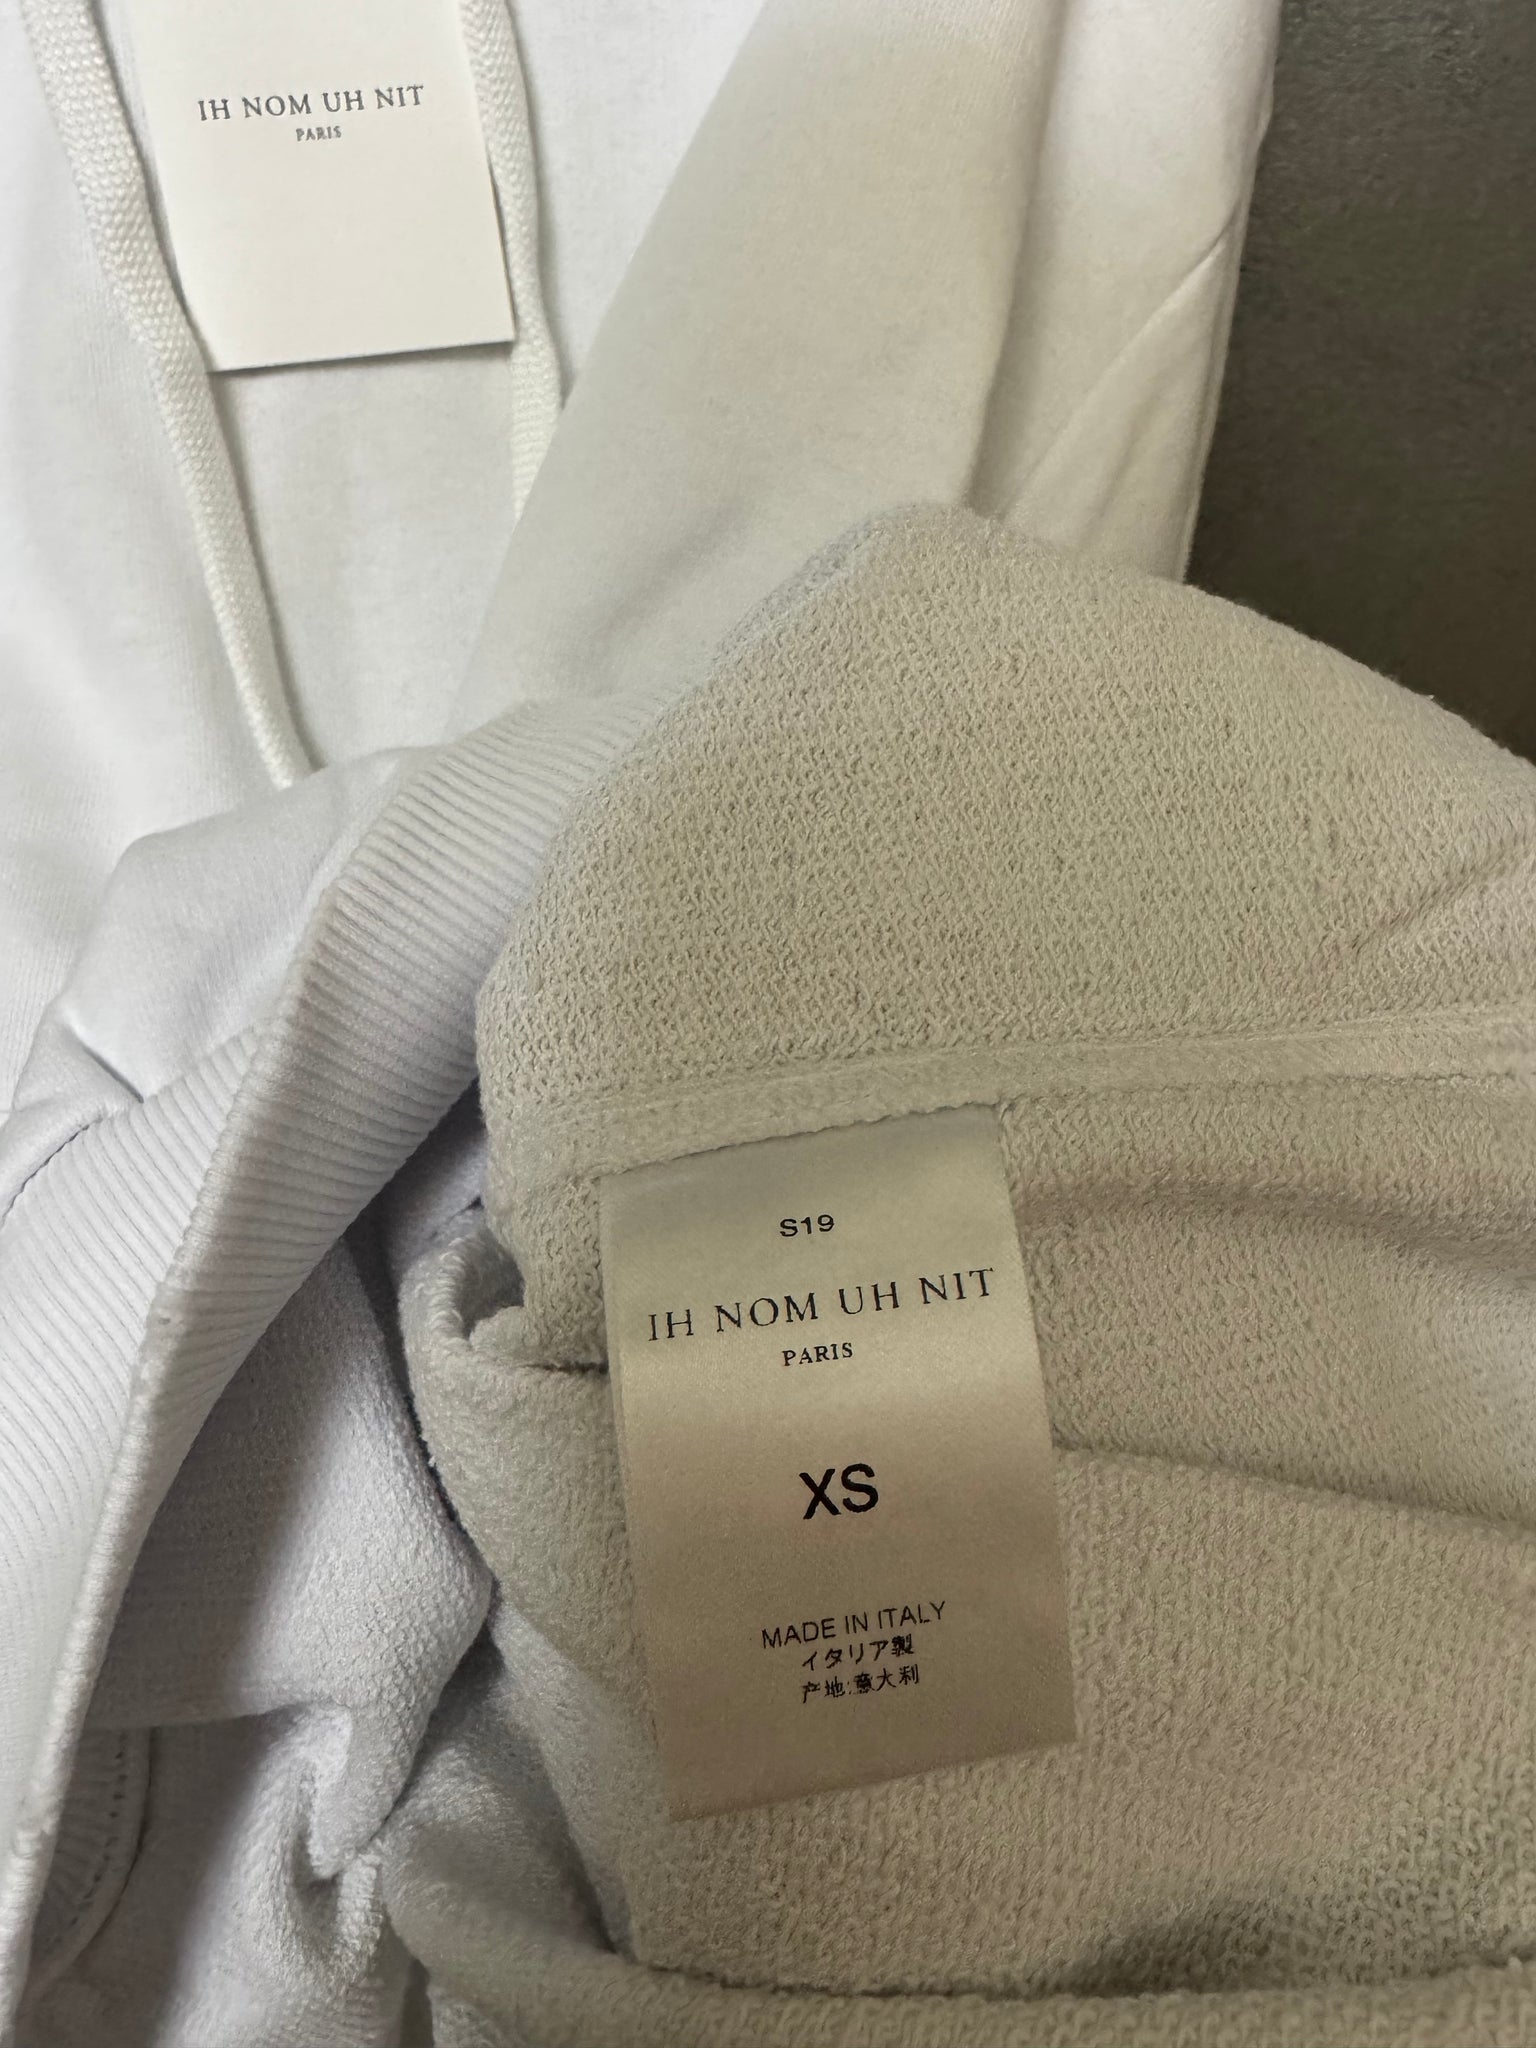 IH NOM UH NIT
PARIS
S19
IH NOM UH NIT
PARIS
XS
MADE IN ITALY
イタリア製
产地:意大利